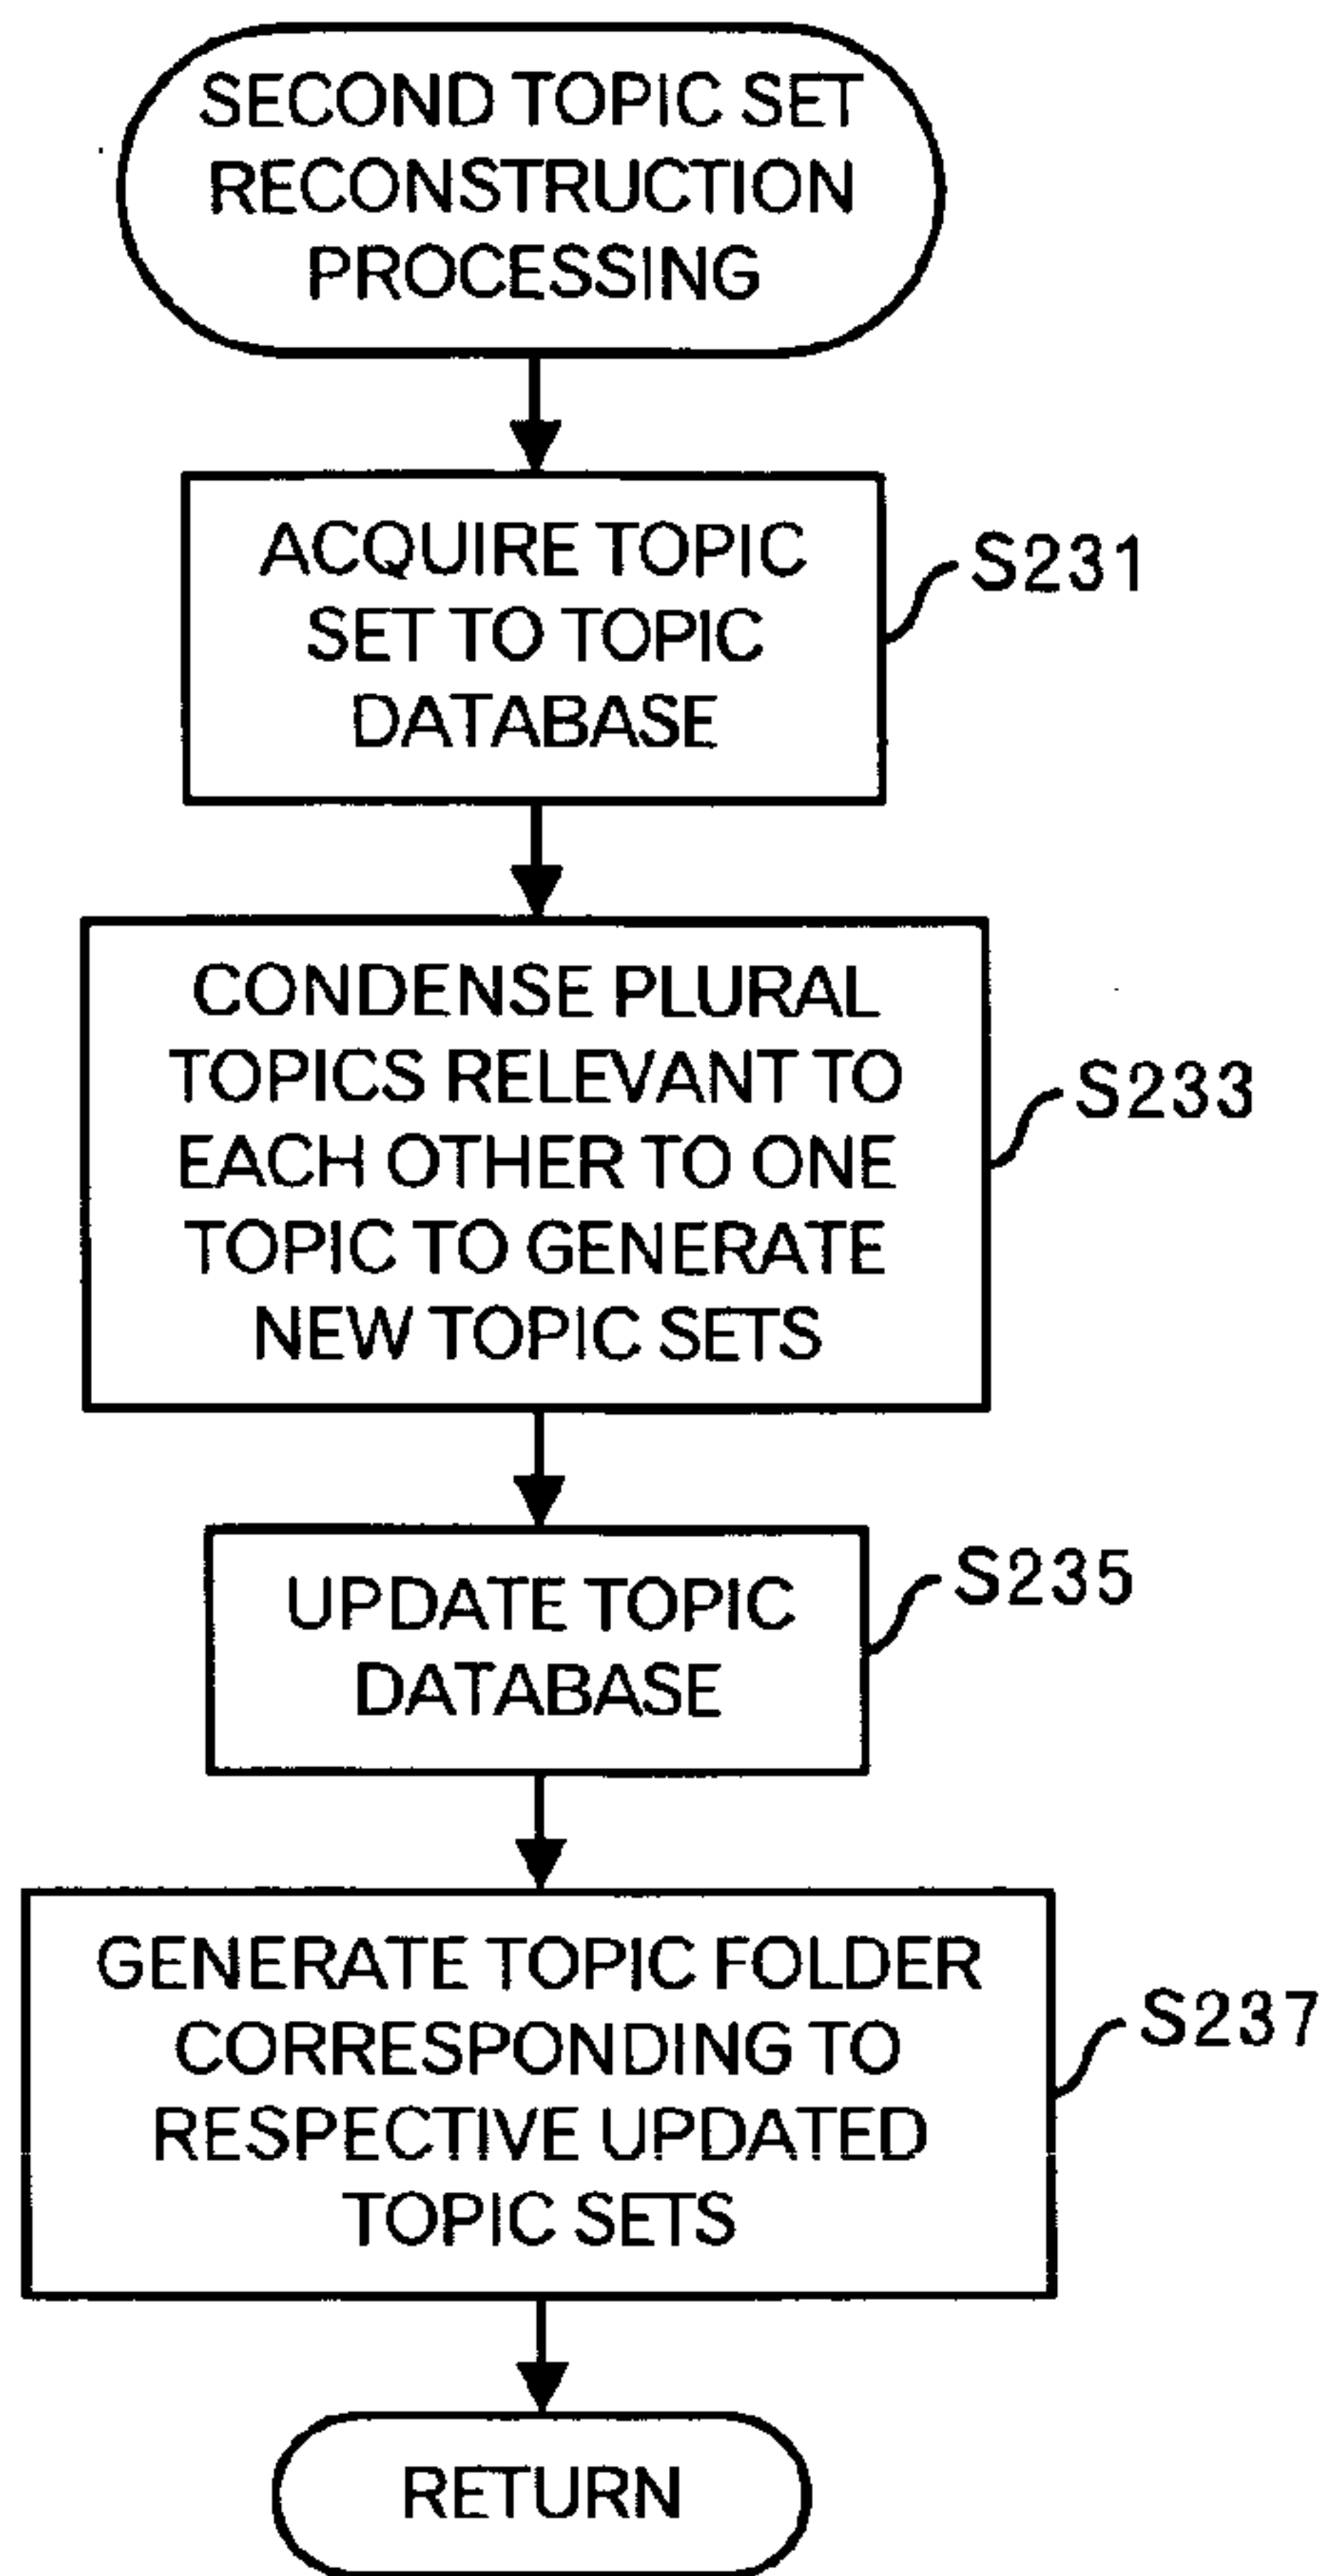 SECOND TOPIC SET
RECONSTRUCTION
PROCESSING
ACQUIRE TOPIC
SET TO TOPIC
DATABASE
S231
CONDENSE PLURAL
TOPICS RELEVANT TO
EACH OTHER TO ONE
TOPIC TO GENERATE
NEW TOPIC SETS
S233
UPDATE TOPIC
DATABASE
S235
GENERATE TOPIC FOLDER
CORRESPONDING TO
RESPECTIVE UPDATED
TOPIC SETS
S237
RETURN